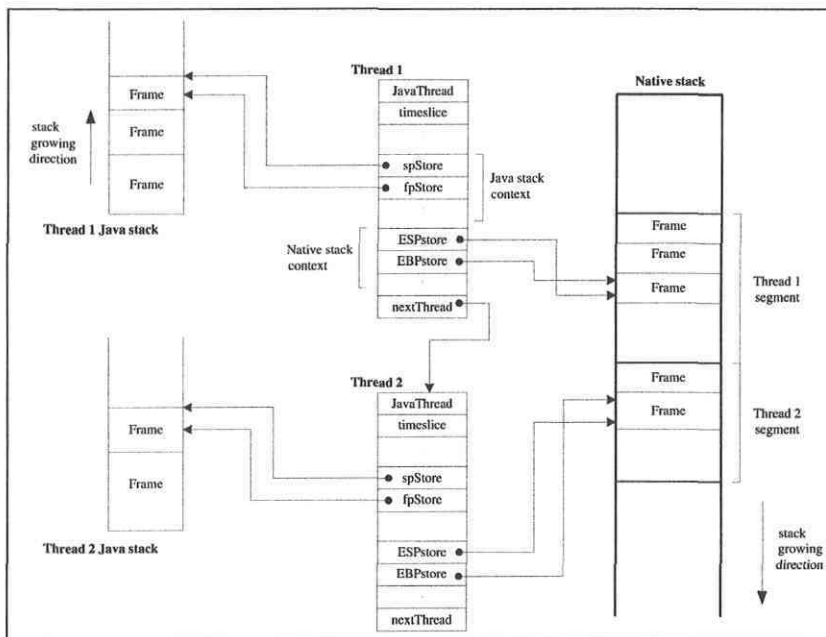 Frame
Frame
Frame
stack
growing
direction
Thread 1 Java stack
Thread 1
JavaThread
timeslice
spStore
fpStore
Java stack
context
Native stack
context
ESPstore
EBPstore
nextThread
Native stack
Frame
Frame
Frame
Thread 1
segment
Frame
Frame
Thread 2
segment
stack
growing
direction
Thread 2
JavaThread
timeslice
spStore
fpStore
ESPstore
EBPstore
nextThread
Frame
Frame
Thread 2 Java stack